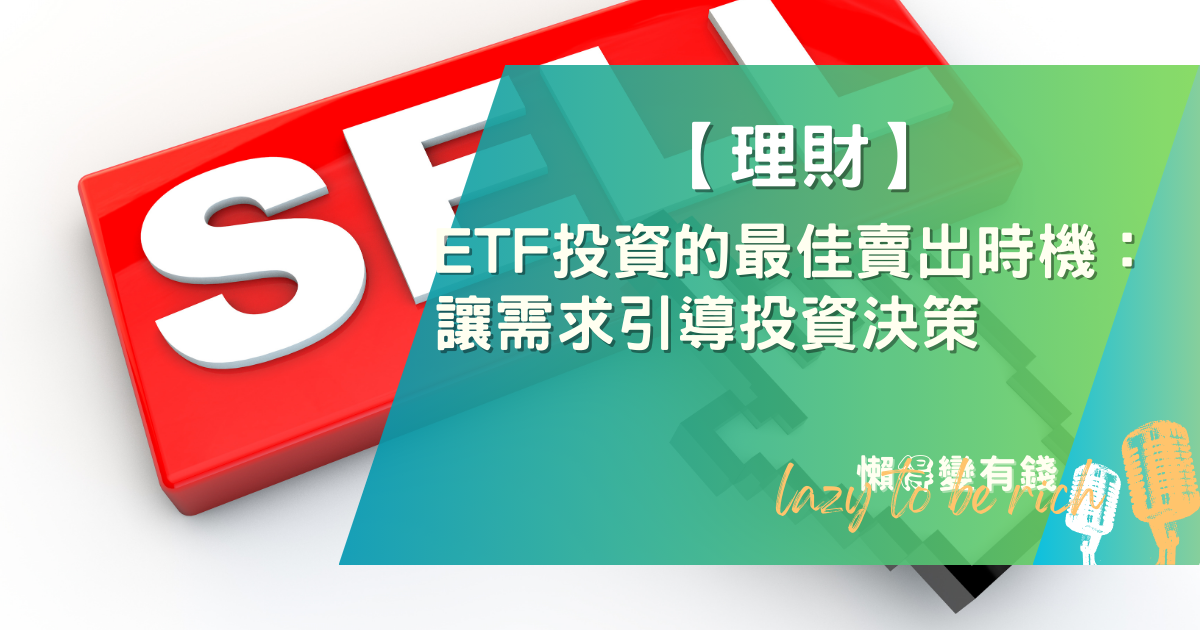 SELL
【理財】
ETF投資的最佳賣出時機：
讓需求引導投資決策
懶得變有錢
lazy to be rich